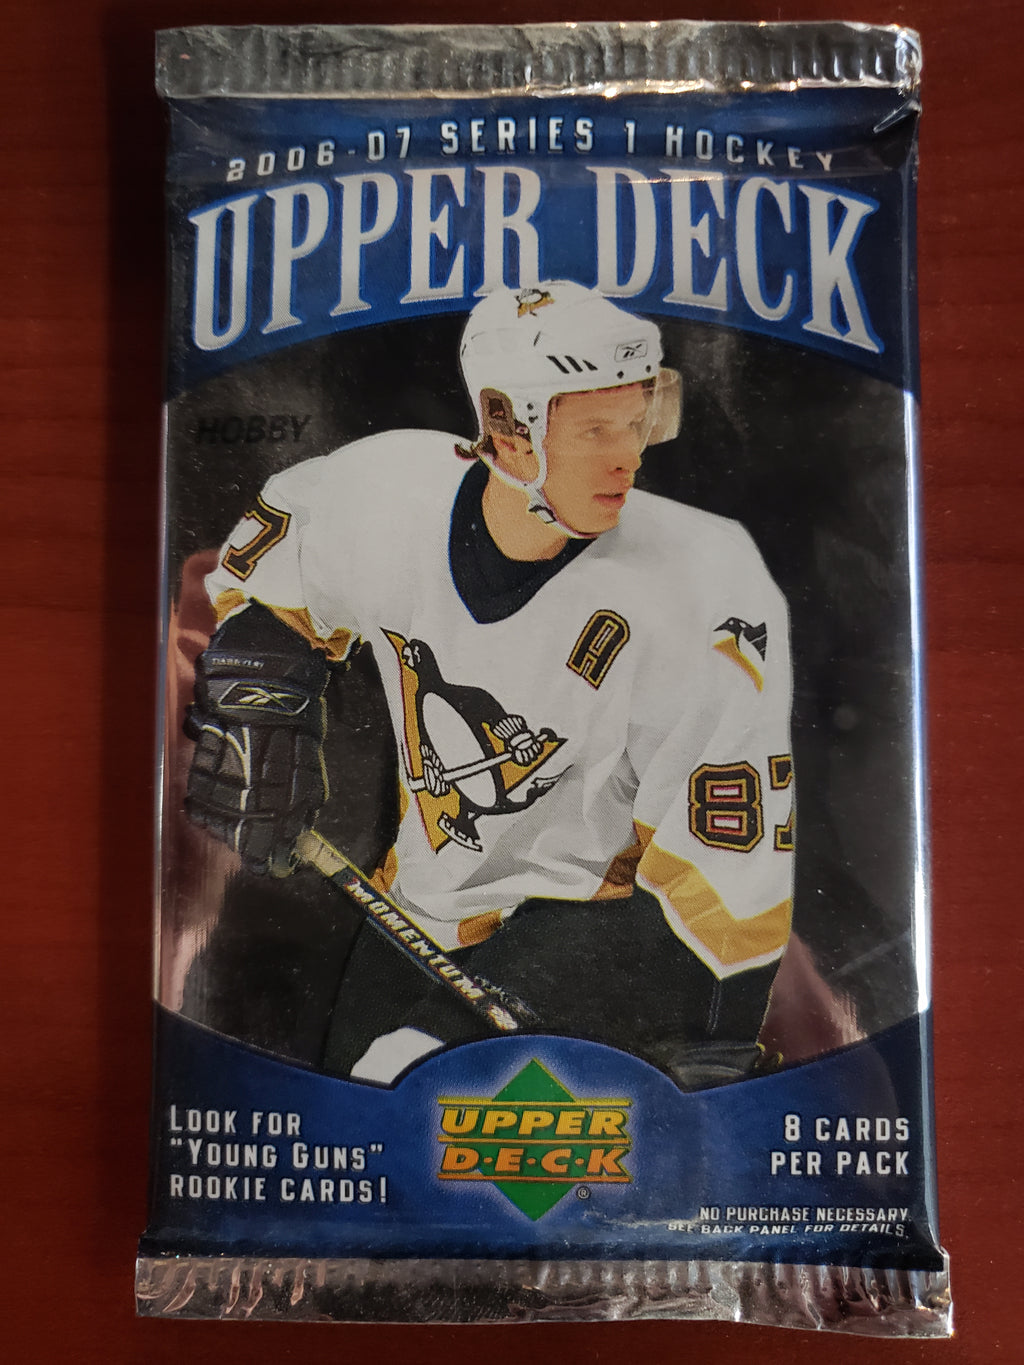 2006-07 SERIES 1 HOCKEY
UPPER DECK
HOBBY
7
A
87
MOMENTUM
LOOK FOR
"YOUNG GUNS"
ROOKIE CARDS!
UPPER
D·E·C·K
®
8 CARDS
PER PACK
NO PURCHASE NECESSARY.
SEE BACK PANEL FOR DETAILS.